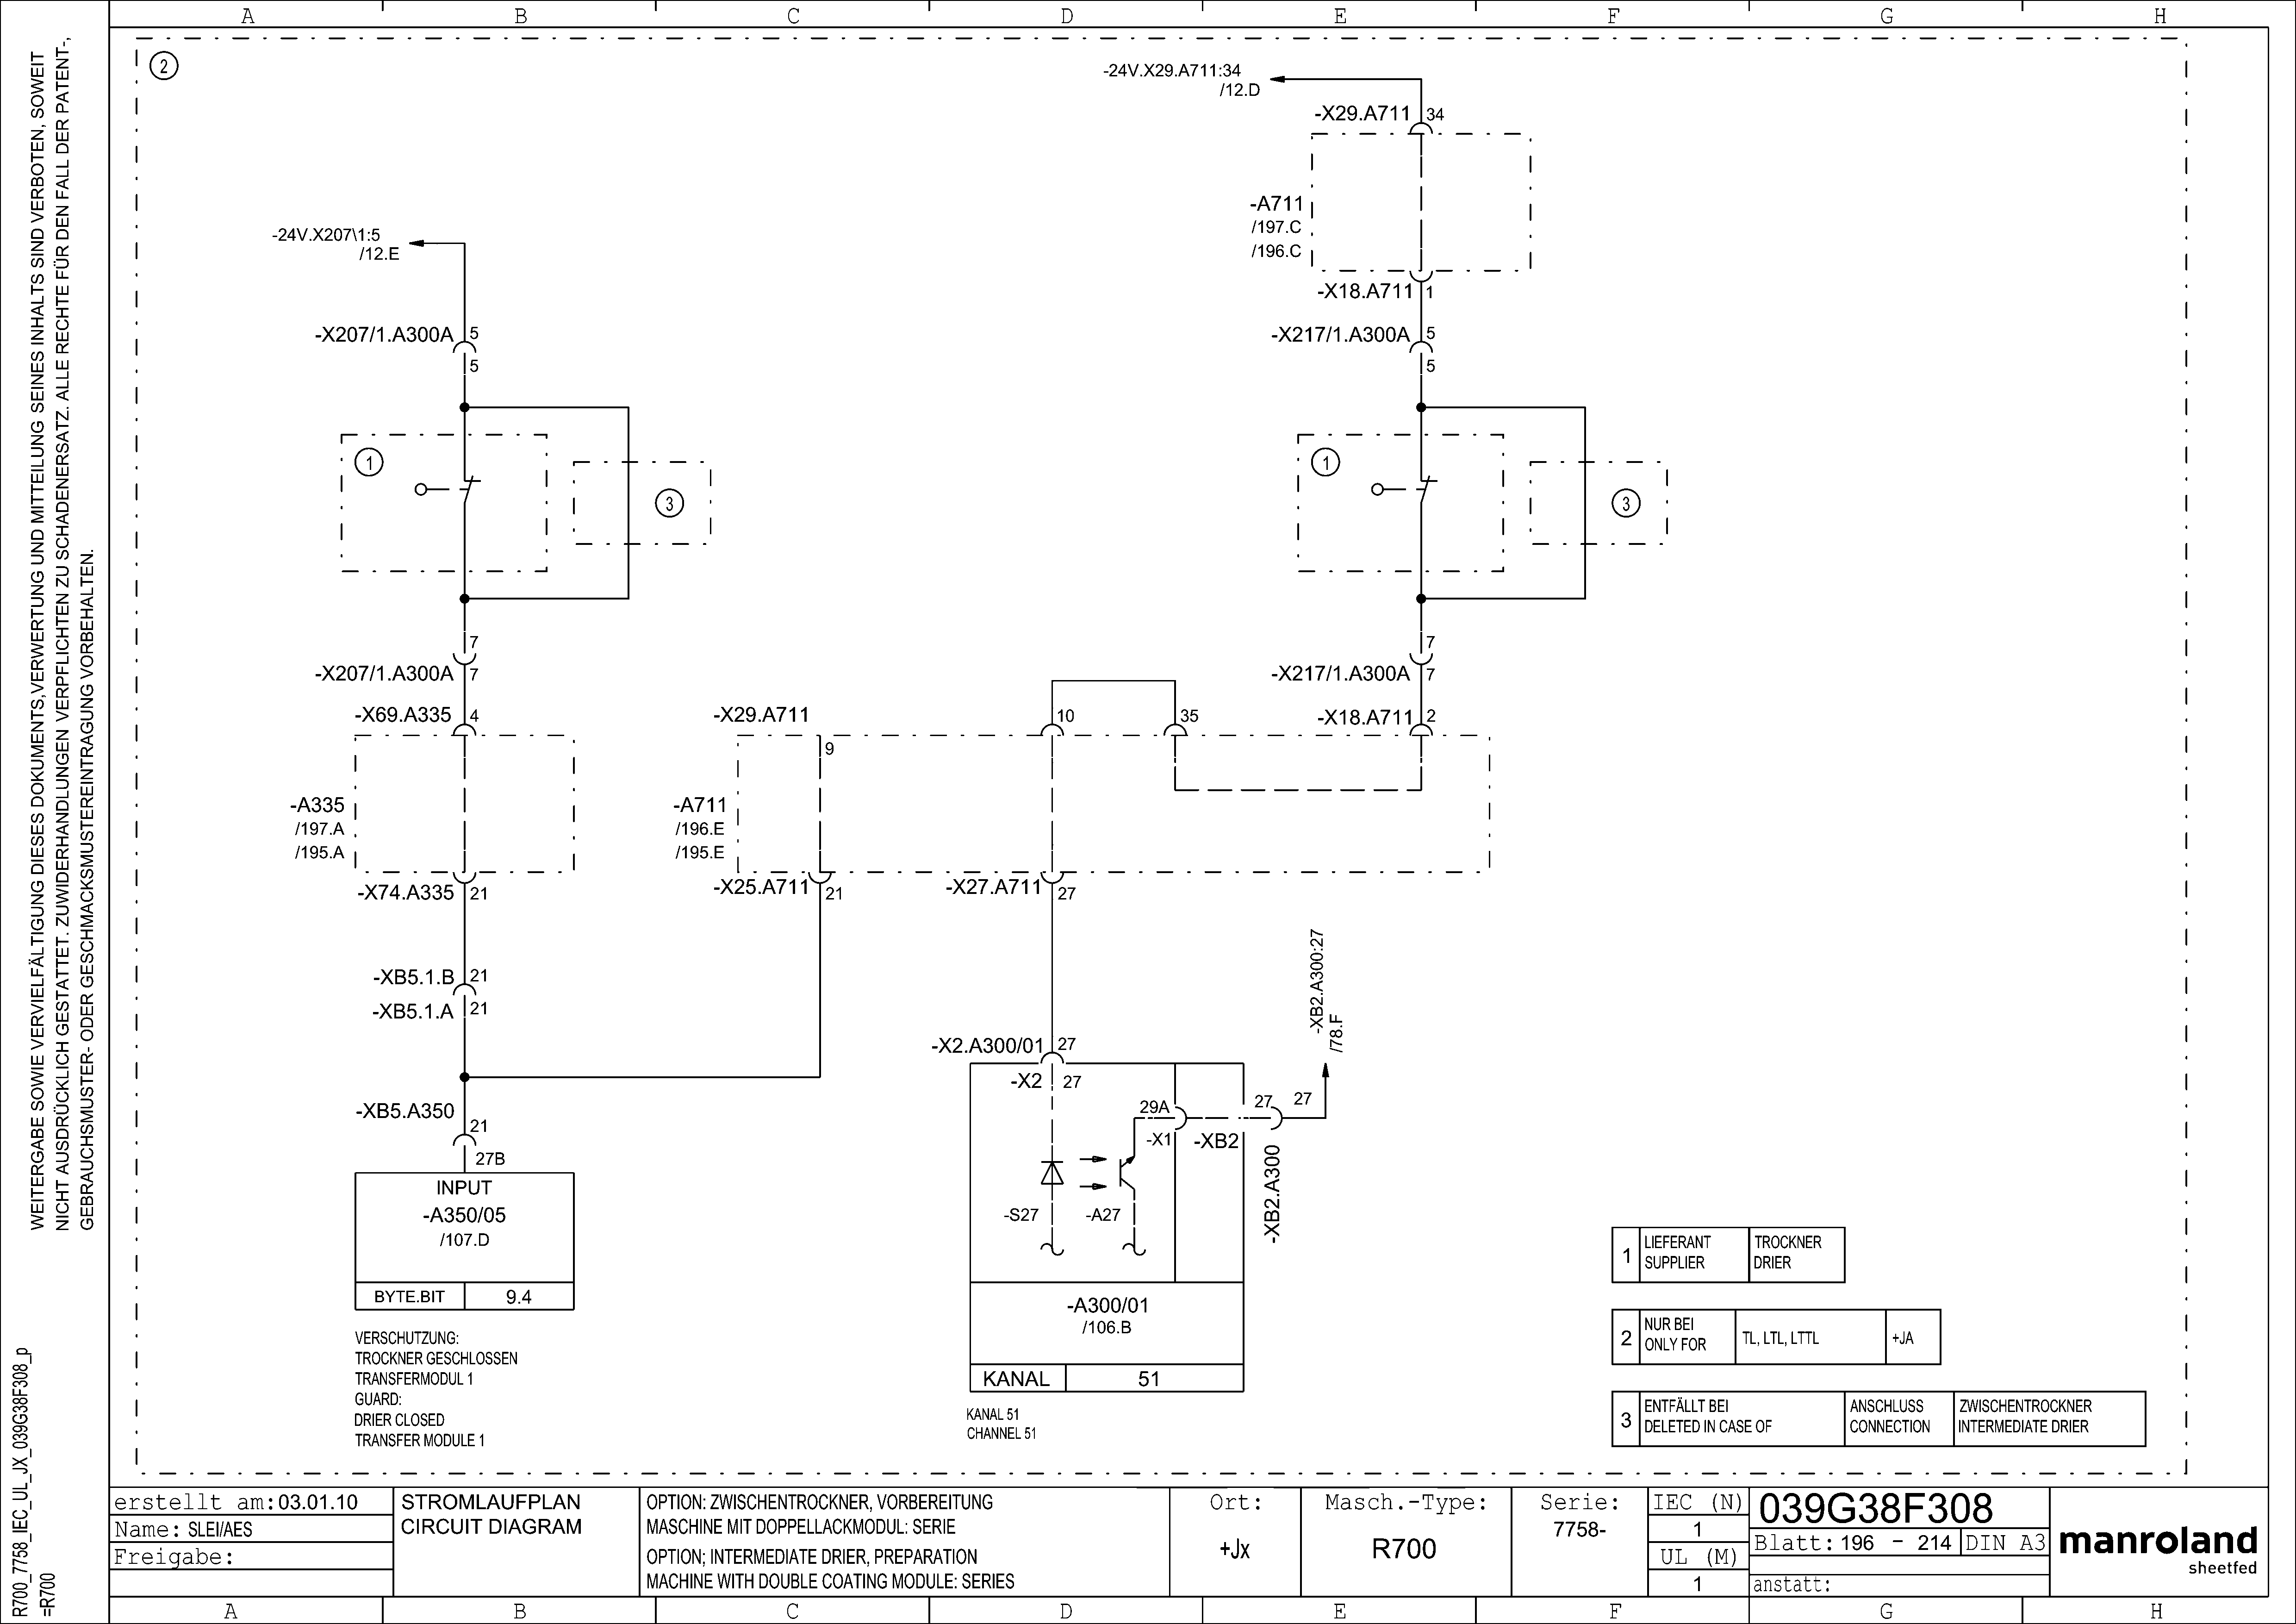 A B C D E F G H
WEITERGABE SOWIE VERVIELFÄLTIGUNG DIESES DOKUMENTS,VERWERTUNG UND MITTEILUNG SEINES INHALTS SIND VERBOTEN, SOWEIT
NICHT AUSDRÜCKLICH GESTATTET. ZUWIDERHANDLUNGEN VERPFLICHTEN ZU SCHADENERSATZ. ALLE RECHTE FÜR DEN FALL DER PATENT-,
GEBRAUCHSMUSTER- ODER GESCHMACKSMUSTEREINTRAGUNG VORBEHALTEN.
R700_7758_IEC_UL_JX_039G38F308_p
=R700
2
-24V.X207\1:5
/12.E
-X207/1.A300A 5
5
1
3
7
-X207/1.A300A 7
-X69.A335 4
-A335
/197.A
/195.A
-X74.A335 21
-XB5.1.B 21
-XB5.1.A 21
-XB5.A350
21
27B
INPUT
-A350/05
/107.D
BYTE.BIT 9.4
VERSCHUTZUNG:
TROCKNER GESCHLOSSEN
TRANSFERMODUL 1
GUARD:
DRIER CLOSED
TRANSFER MODULE 1
-24V.X29.A711:34
/12.D
-X29.A711 34
-A711
/197.C
/196.C
-X18.A711 1
-X217/1.A300A 5
5
1
3
7
-X217/1.A300A 7
-X29.A711 10 35 -X18.A711 2
9
-A711
/196.E
/195.E
-X25.A711 21 -X27.A711 27
-XB2.A300:27
/78.F
-X2.A300/01 27
-X2 27
29A 27 27
-X1 -XB2
-XB2.A300
-S27 -A27
-A300/01
/106.B
KANAL 51
KANAL 51
CHANNEL 51
1 LIEFERANT TROCKNER
SUPPLIER DRIER
2 NUR BEI TL, LTL, LTTL +JA
ONLY FOR
3 ENTFÄLLT BEI ANSCHLUSS ZWISCHENTROCKNER
DELETED IN CASE OF CONNECTION INTERMEDIATE DRIER
erstellt am: 03.01.10
Name: SLEI/AES
Freigabe:
STROMLAUFPLAN
CIRCUIT DIAGRAM
OPTION: ZWISCHENTROCKNER, VORBEREITUNG
MASCHINE MIT DOPPELLACKMODUL: SERIE
OPTION; INTERMEDIATE DRIER, PREPARATION
MACHINE WITH DOUBLE COATING MODULE: SERIES
Ort:
+Jx
Masch.-Type:
R700
Serie:
7758-
IEC (N)
1
UL (M)
1
039G38F308
Blatt: 196 - 214 DIN A3
anstatt:
manroland
sheetfed
A B C D E F G H